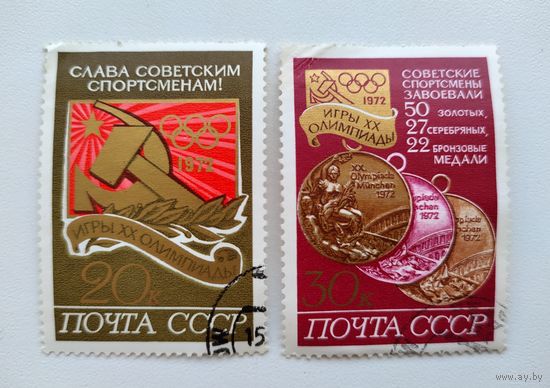 СЛАВА СОВЕТСКИМ
СПОРТСМЕНАМ!
1972
ИГРЫ XX ОЛИМПИАДЫ
20к
ПОЧТА СССР
15
СОВЕТСКИЕ
СПОРТСМЕНЫ
ЗАВОЕВАЛИ
50 ЗОЛОТЫХ,
27 СЕРЕБРЯНЫХ,
22 БРОНЗОВЫЕ
МЕДАЛИ
1972
ИГРЫ XX
ОЛИМПИАДЫ
XX.
Olympiade
München
1972
1972
1972
30к
ПОЧТА СССР
www.ay.by